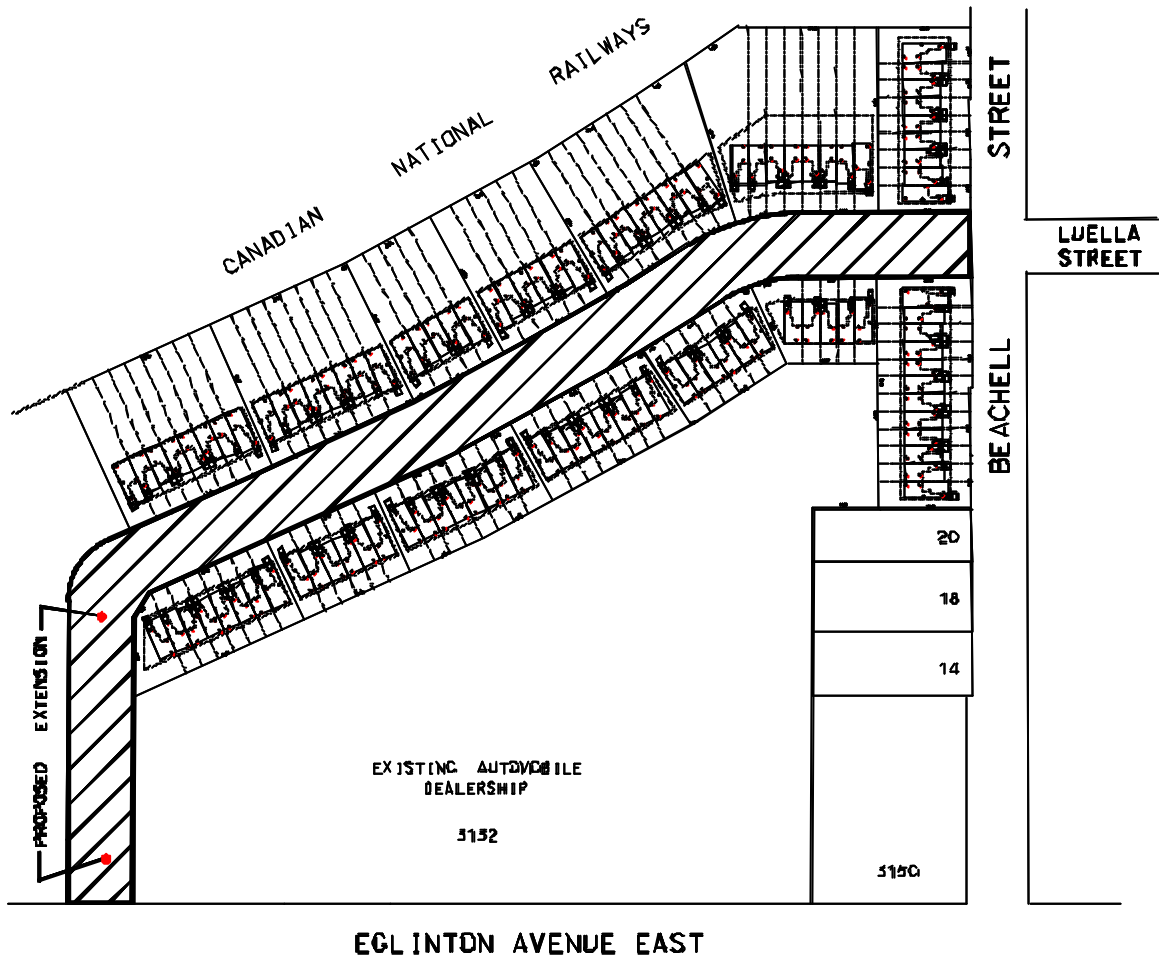 CANADIAN NATIONAL RAILWAYS
BEACHELL STREET
LUELLA
STREET
20
18
14
PROPOSED EXTENSION
EXISTING AUTOMOBILE
DEALERSHIP
3132
3150
EGLINTON AVENUE EAST